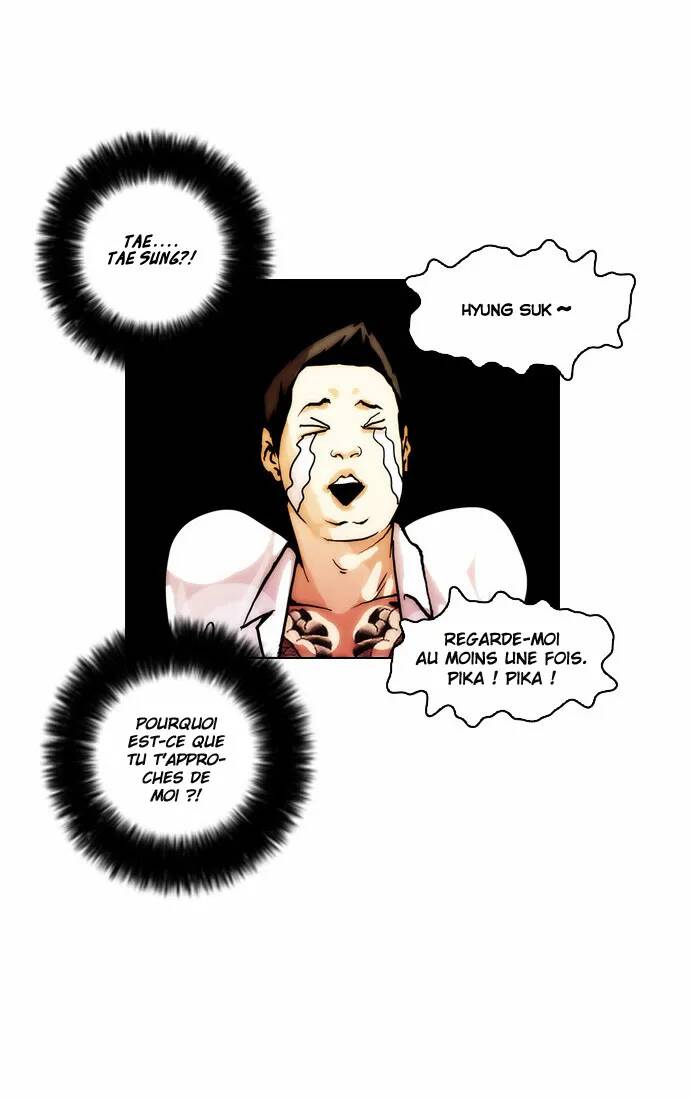 TAE....
TAE SUNG?!
HYUNG SUK ~
REGARDE-MOI
AU MOINS UNE FOIS.
PIKA ! PIKA !
POURQUOI
EST-CE QUE
TU T'APPRO-
CHES DE
MOI ?!